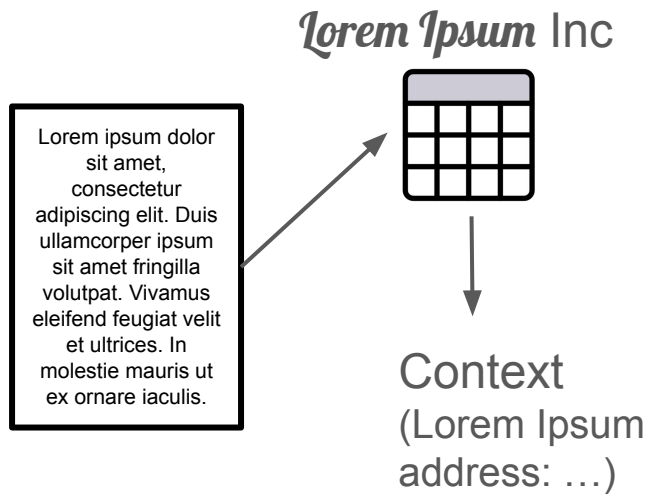 Lorem Ipsum Inc
Lorem ipsum dolor
sit amet,
consectetur
adipiscing elit. Duis
ullamcorper ipsum
sit amet fringilla
volutpat. Vivamus
eleifend feugiat velit
et ultrices. In
molestie mauris ut
ex ornare iaculis.
Context
(Lorem Ipsum
address: …)